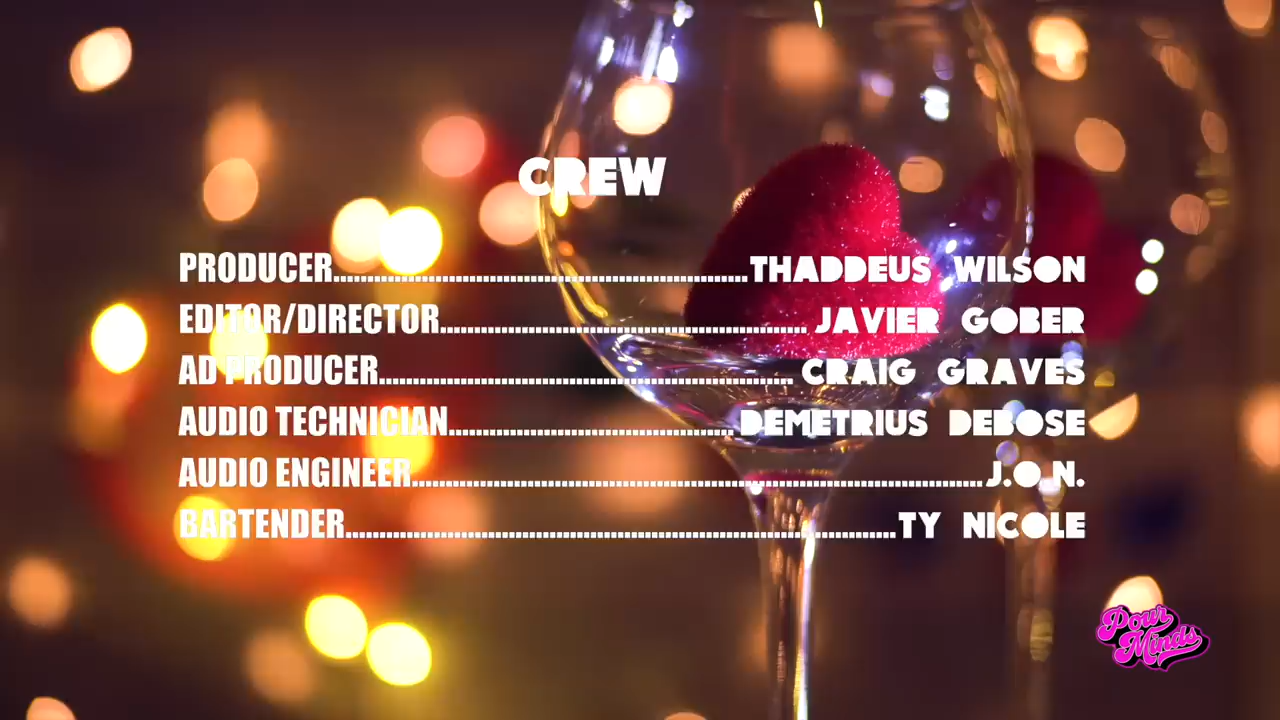 CREW
PRODUCER................................................................THADDEUS WILSON
EDITOR/DIRECTOR........................................................ JAVIER GOBER
AD PRODUCER................................................................ CRAIG GRAVES
AUDIO TECHNICIAN............................................DEMETRIUS DEBOSE
AUDIO ENGINEER........................................................................................J.O.N.
BARTENDER.....................................................................................TY NICOLE
Pour
Minds